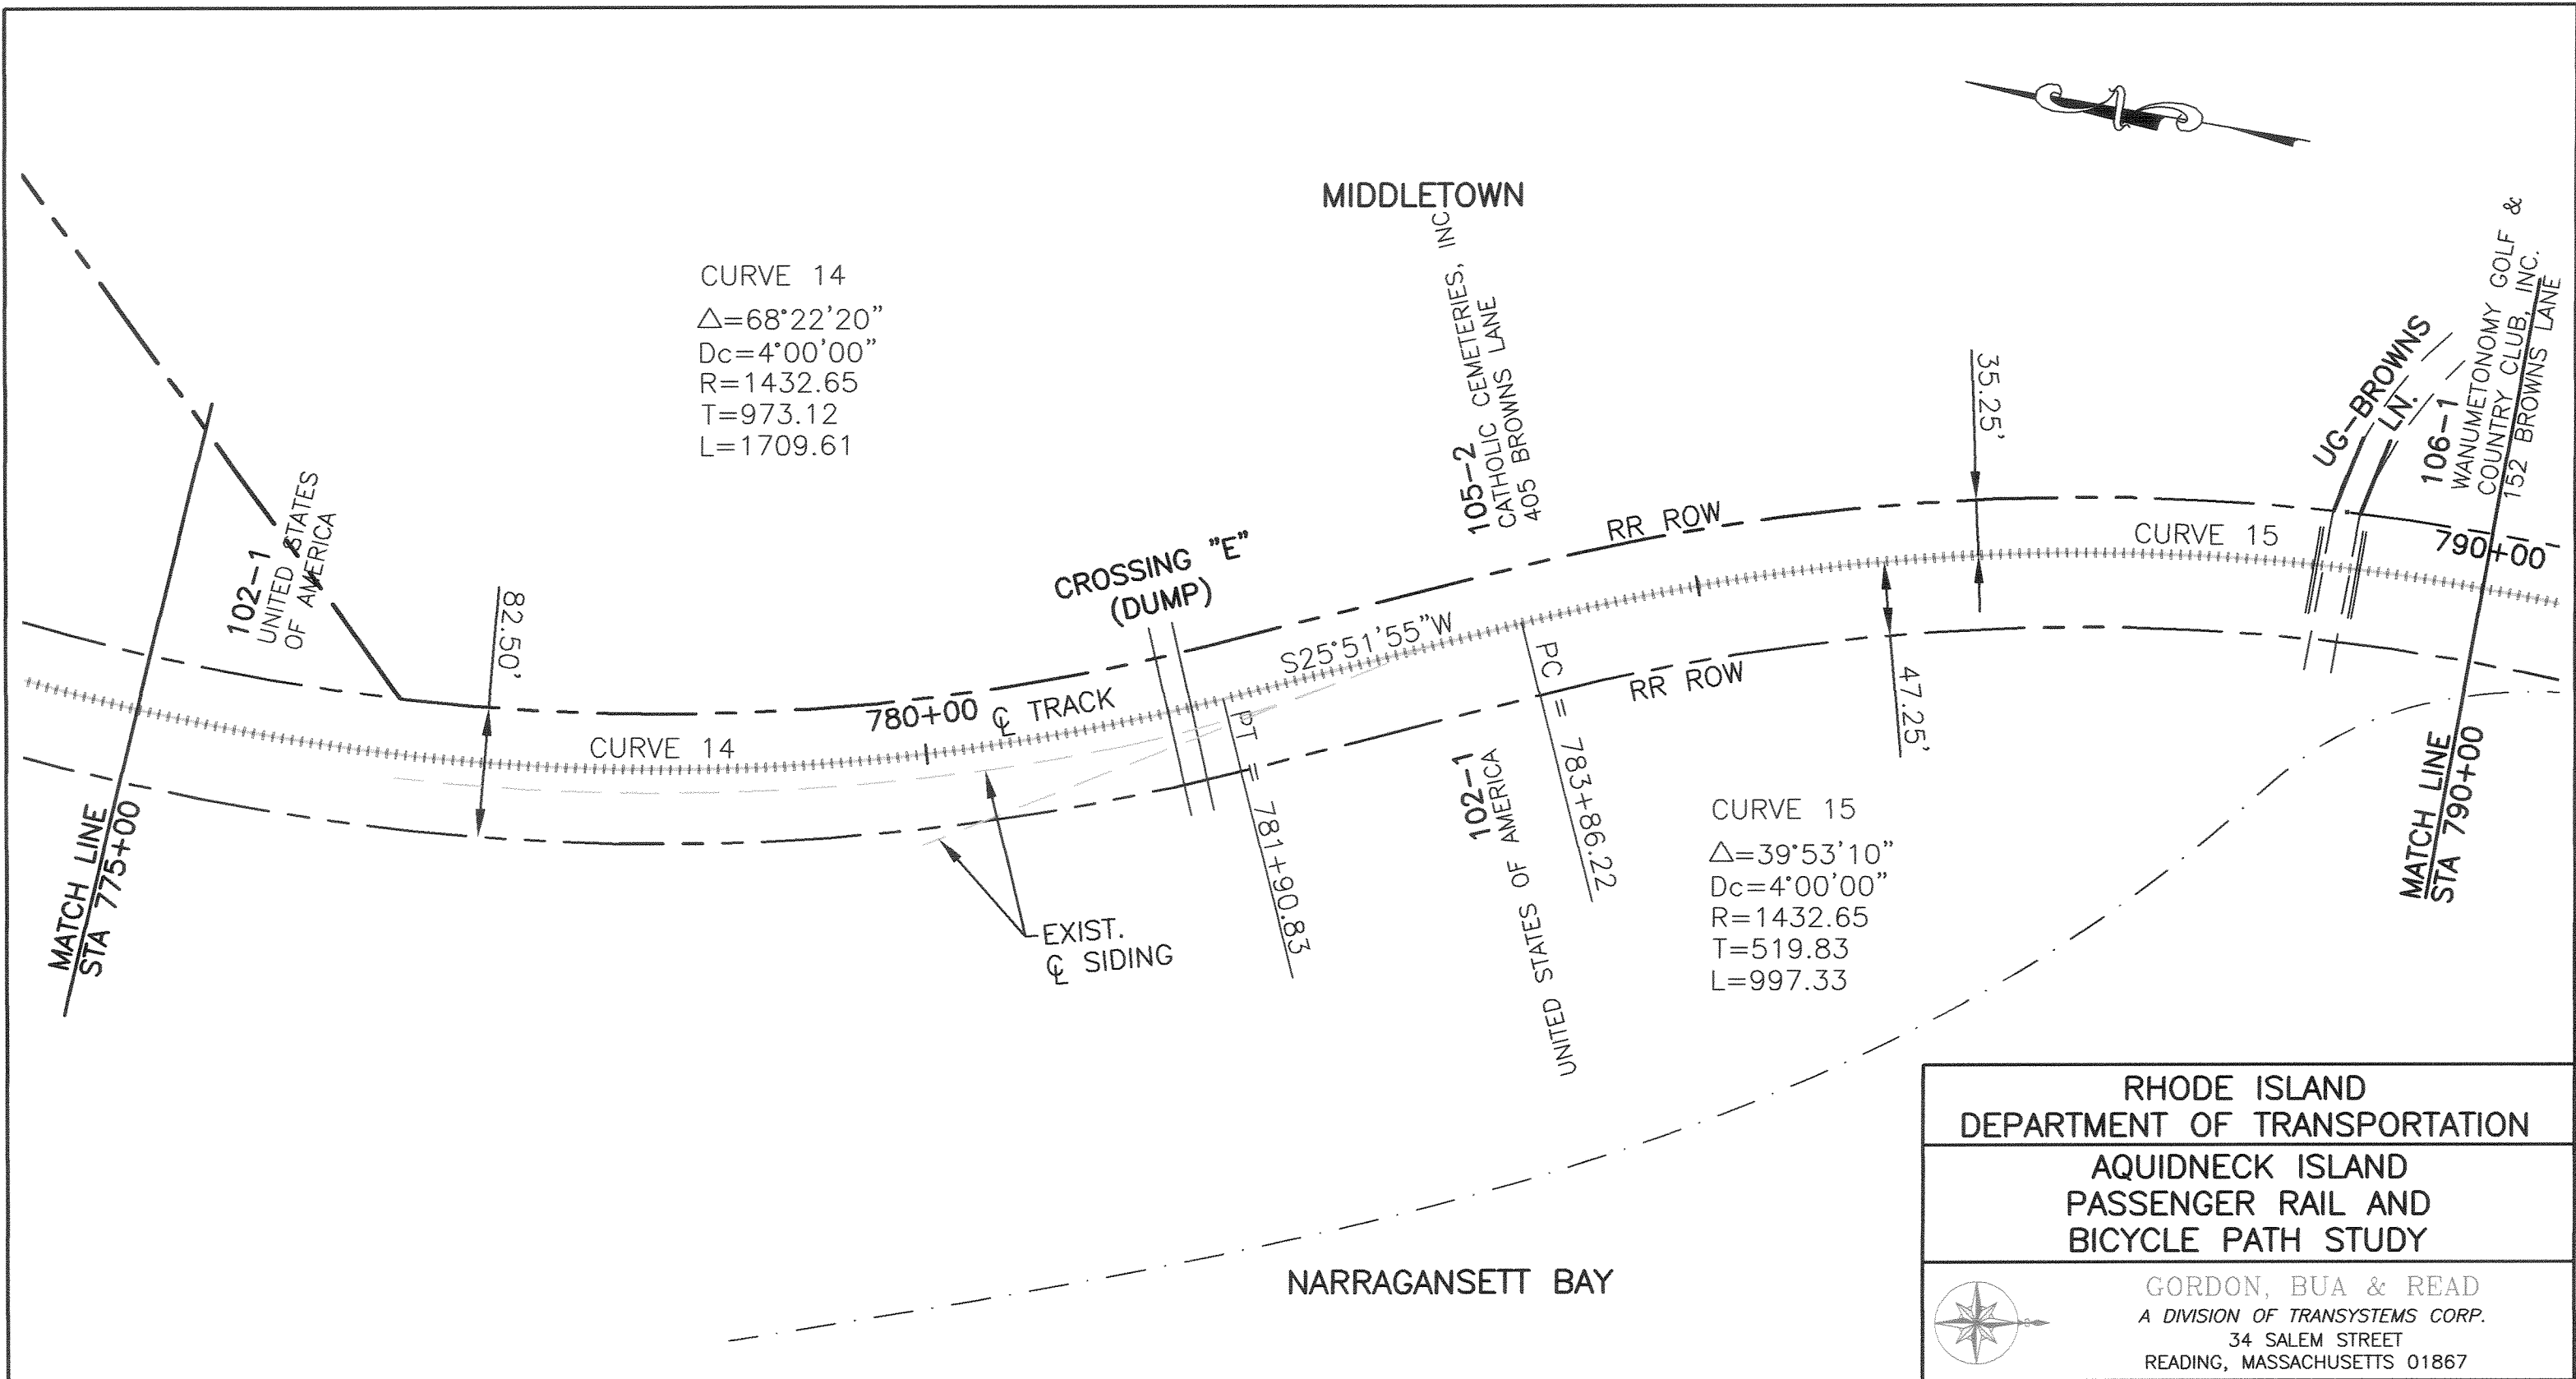 MIDDLETOWN
CURVE 14
△=68°22'20"
Dc=4°00'00"
R=1432.65
T=973.12
L=1709.61
102-1
UNITED STATES
OF AMERICA
82.50'
CROSSING "E"
(DUMP)
105-2
CATHOLIC CEMETERIES, INC
405 BROWNS LANE
35.25'
UG-BROWNS
LN.
106-1
WANUMETONOMY GOLF &
COUNTRY CLUB, INC.
152 BROWNS LANE
RR ROW
CURVE 15
790+00
S25°51'55"W
780+00
℄ TRACK
CURVE 14
RR ROW
47.25'
PT = 781+90.83
PC = 783+86.22
102-1
UNITED STATES OF AMERICA
MATCH LINE
STA 775+00
EXIST.
℄ SIDING
CURVE 15
△=39°53'10"
Dc=4°00'00"
R=1432.65
T=519.83
L=997.33
MATCH LINE
STA 790+00
NARRAGANSETT BAY
RHODE ISLAND
DEPARTMENT OF TRANSPORTATION
AQUIDNECK ISLAND
PASSENGER RAIL AND
BICYCLE PATH STUDY
GORDON, BUA & READ
A DIVISION OF TRANSYSTEMS CORP.
34 SALEM STREET
READING, MASSACHUSETTS 01867